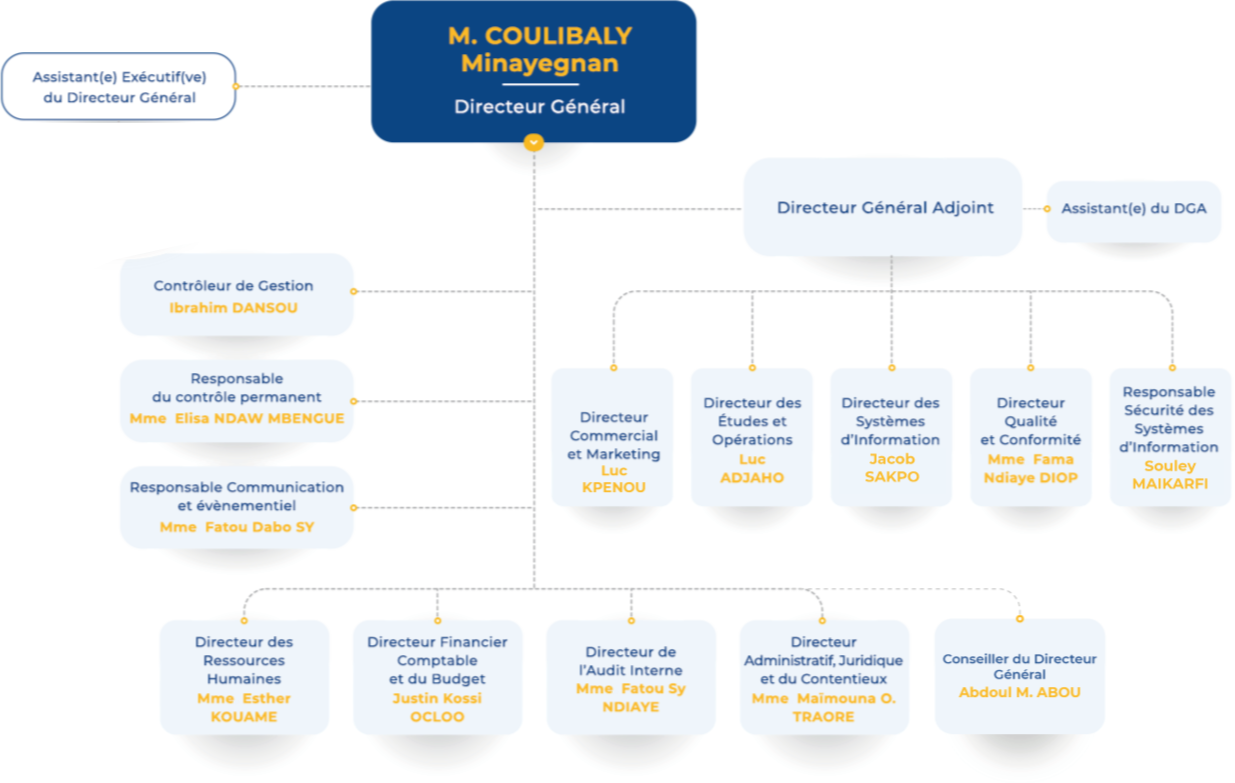 M. COULIBALY
Minayegnan
Directeur Général
Assistant(e) Exécutif(ve)
du Directeur Général
Directeur Général Adjoint
Assistant(e) du DGA
Contrôleur de Gestion
Ibrahim DANSOU
Responsable
du contrôle permanent
Mme Elisa NDAW MBENGUE
Responsable Communication
et évènementiel
Mme Fatou Dabo SY
Directeur
Commercial
et Marketing
Luc
KPENOU
Directeur des
Études et
Opérations
Luc
ADJAHO
Directeur des
Systèmes
d'Information
Jacob
SAKPO
Directeur
Qualité
et Conformité
Mme Fama
Ndiaye DIOP
Responsable
Sécurité des
Systèmes
d'Information
Souley
MAIKARFI
Directeur des
Ressources
Humaines
Mme Esther
KOUAME
Directeur Financier
Comptable
et du Budget
Justin Kossi
OCLOO
Directeur de
l'Audit Interne
Mme Fatou Sy
NDIAYE
Directeur
Administratif, Juridique
et du Contentieux
Mme Maimouna O.
TRAORE
Conseiller du Directeur
Général
Abdoul M. ABOU